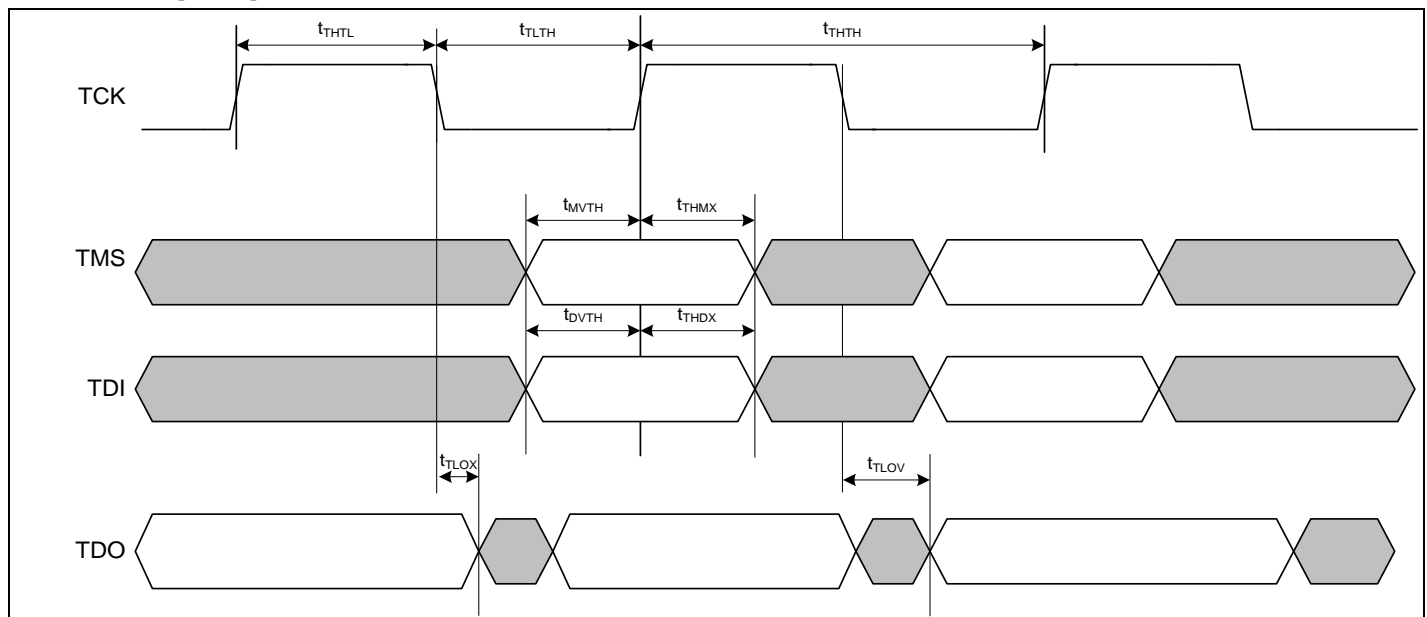 tTHTL tTLTH tTHTH
TCK
tMVTH tTHMX
TMS
tDVTH tTHDX
TDI
tTLOX tTLOV
TDO